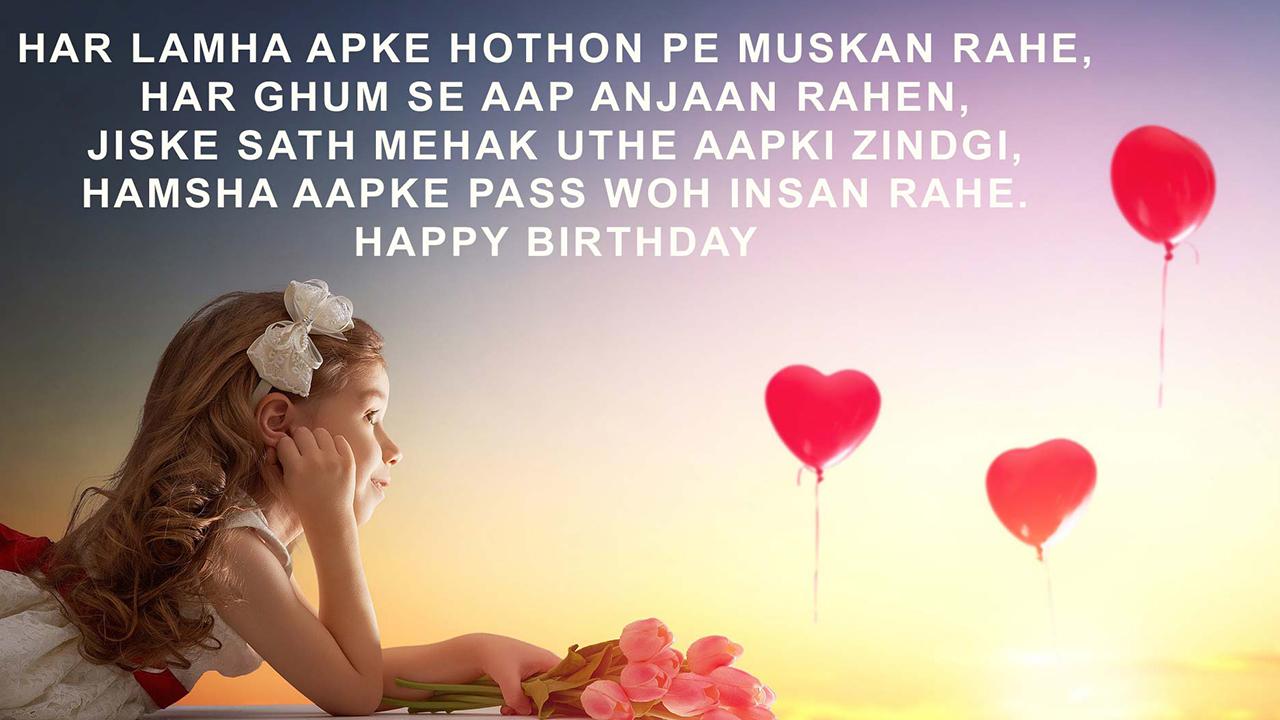 HAR LAMHA APKE HOTHON PE MUSKAN RAHE,
HAR GHUM SE AAP ANJAAN RAHEN,
JISKE SATH MEHAK UTHE AAPKI ZINDGI,
HAMSHA AAPKE PASS WOH INSAN RAHE.
HAPPY BIRTHDAY